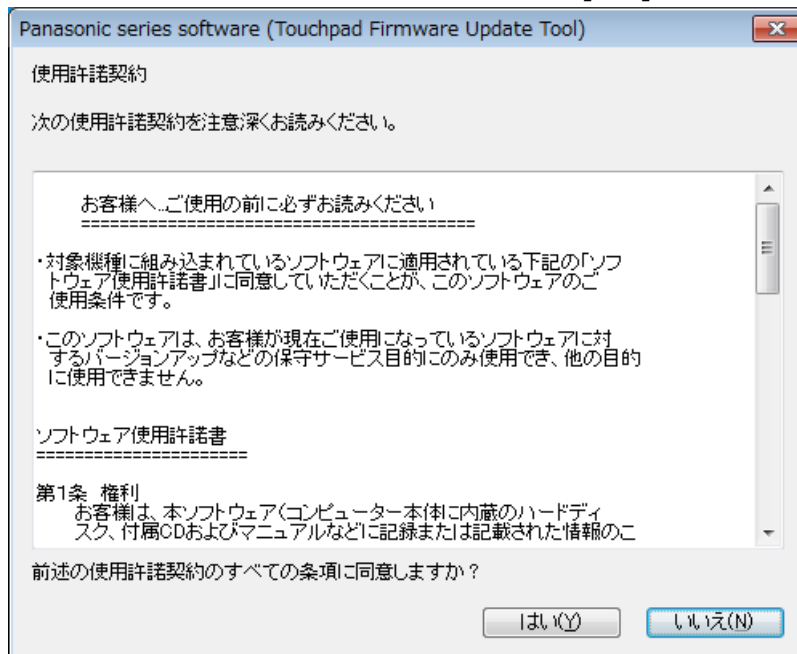 Panasonic series software (Touchpad Firmware Update Tool)
使用許諾契約
次の使用許諾契約を注意深くお読みください。
お客様へ…ご使用の前に必ずお読みください
=========================================
・対象機種に組み込まれているソフトウェアに適用されている下記の「ソフ
トウェア使用許諾書」に同意していただくことが、このソフトウェアのご
使用条件です。
・このソフトウェアは、お客様が現在ご使用になっているソフトウェアに対
するバージョンアップなどの保守サービス目的にのみ使用でき、他の目的
に使用できません。
ソフトウェア使用許諾書
======================
第1条 権利
お客様は、本ソフトウェア(コンピューター本体に内蔵のハードディ
スク、付属CDおよびマニュアルなどに記録または記載された情報のこ
前述の使用許諾契約のすべての条項に同意しますか？
はい(Y)
いいえ(N)